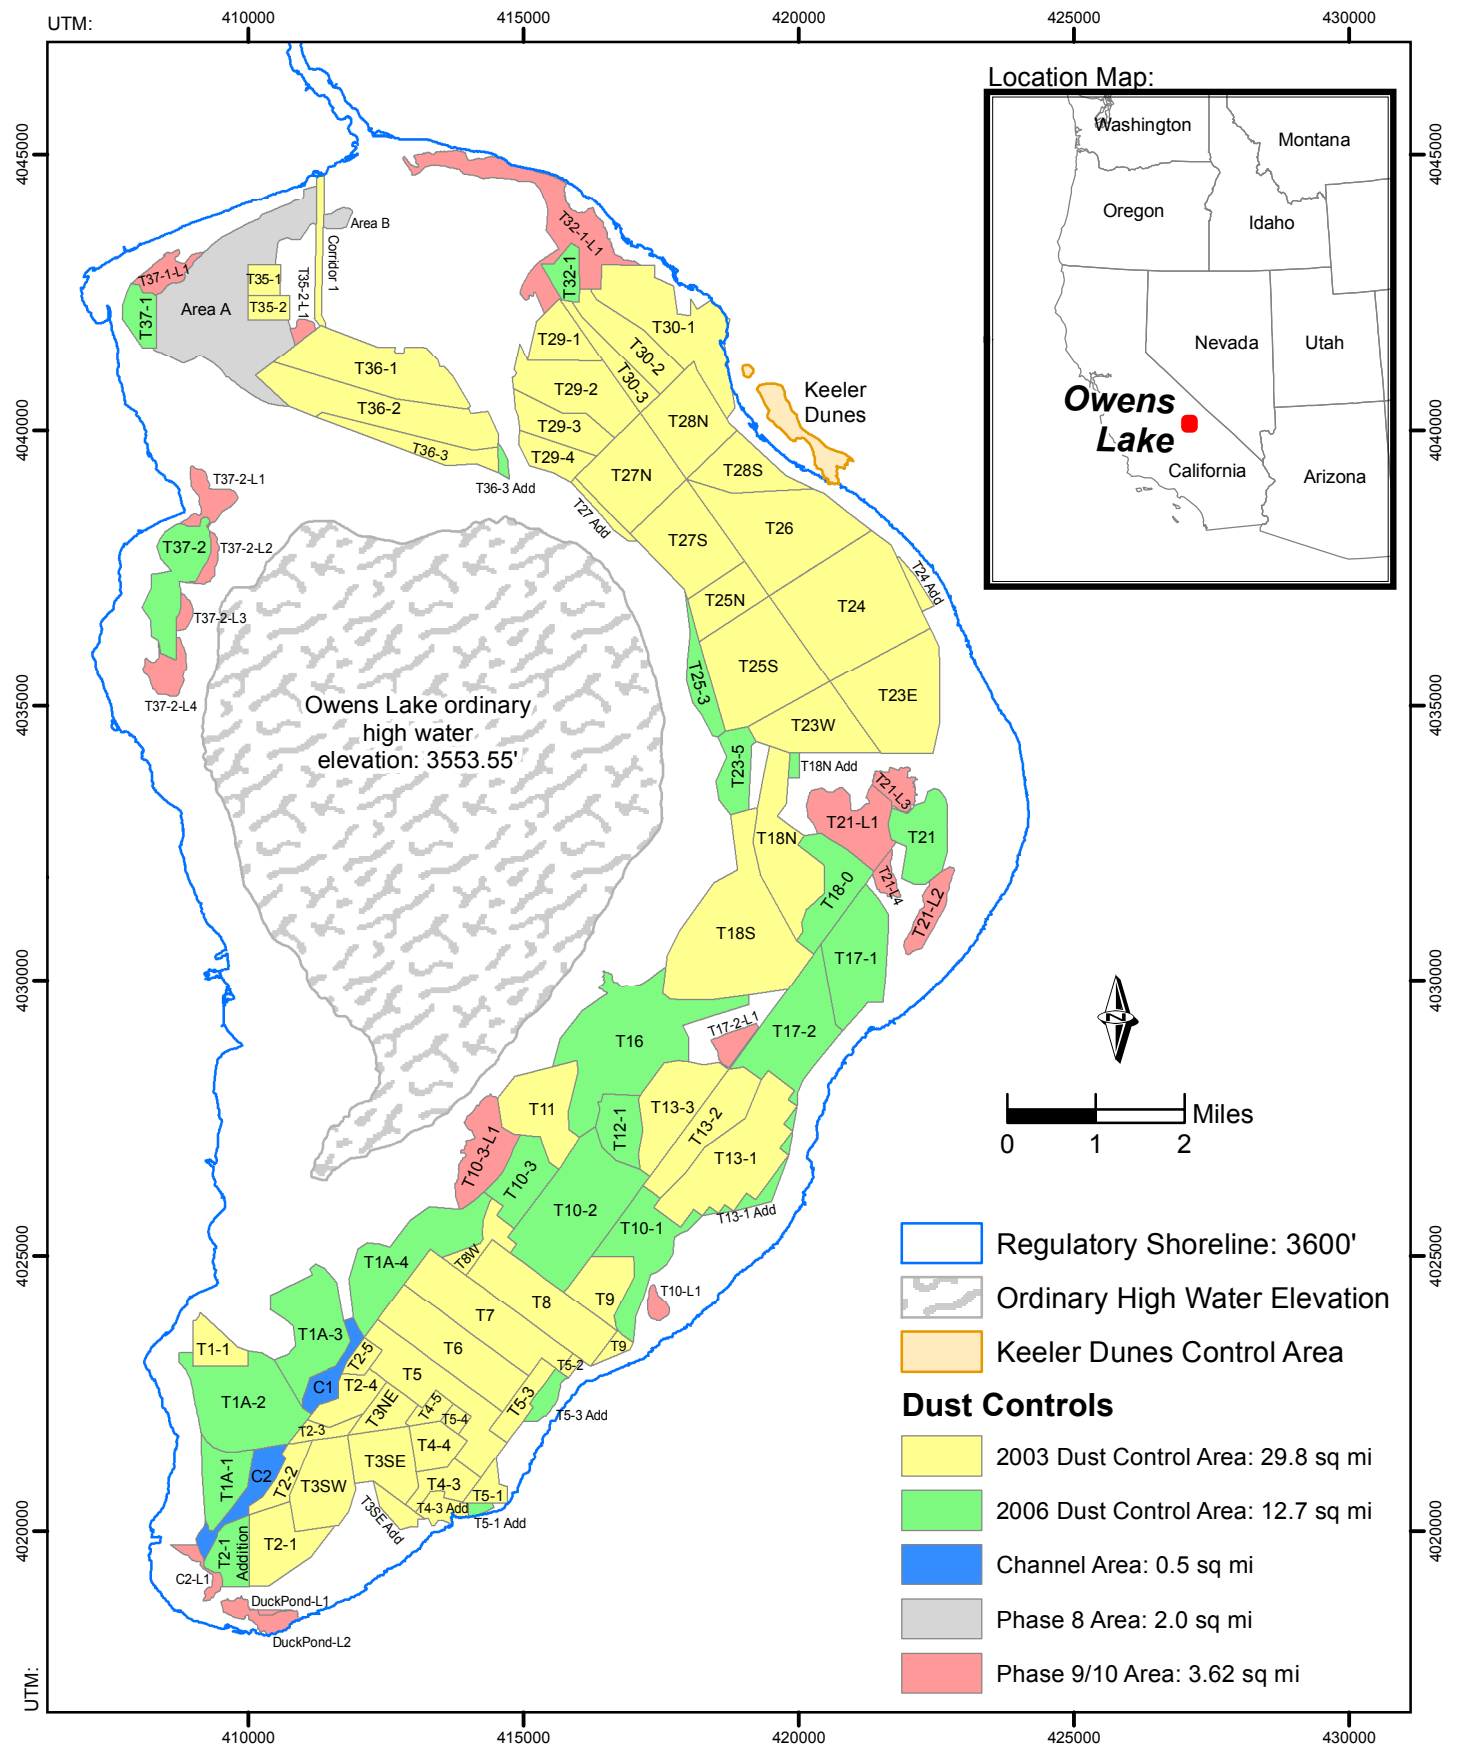 UTM:
410000
415000
420000
425000
430000
Location Map:
Washington
Montana
Oregon
Idaho
Nevada
Utah
Owens
Lake
California
Arizona
4045000
4045000
4040000
4040000
4035000
4035000
4030000
4030000
4025000
4025000
4020000
4020000
Area B
Corridor 1
T32-1-L1
T37-1-L1
T35-1
T35-2-L1
T32-1
T37-1
Area A
T35-2
T30-1
T29-1
T30-2
T36-1
T30-3
T29-2
Keeler
Dunes
T36-2
T28N
T29-3
T36-3
T29-4
T28S
T27N
T36-3 Add
T37-2-L1
T27 Add
T26
T27S
T37-2
T37-2-L2
T24 Add
T25N
T24
T37-2-L3
T25S
T25-3
T23E
T37-2-L4
Owens Lake ordinary
high water
elevation: 3553.55'
T23W
T23-5
T18N Add
T21-L3
T21-L1
T18N
T21
T18-0
T21-L4
T21-L2
T18S
T17-1
T17-2-L1
T17-2
T16
T11
T13-3
T12-1
T13-2
T10-3-L1
T13-1
T10-3
T10-2
T10-1
T13-1 Add
T8W
T1A-4
T10-L1
T9
T8
T7
T1A-3
T6
T9
T1-1
T2-5
T5-2
T5
C1
T2-4
T5-3
T1A-2
T3NE
T4-5
T5-4
T5-3 Add
T2-3
T4-4
T3SE
C2
T1A-1
T2-2
T3SW
T4-3
T5-1
T4-3 Add
T3SE Add
T5-1 Add
T2-1
Addition
T2-1
C2-L1
DuckPond-L1
DuckPond-L2
N
Miles
0
1
2
Regulatory Shoreline: 3600'
Ordinary High Water Elevation
Keeler Dunes Control Area
Dust Controls
2003 Dust Control Area: 29.8 sq mi
2006 Dust Control Area: 12.7 sq mi
Channel Area: 0.5 sq mi
Phase 8 Area: 2.0 sq mi
Phase 9/10 Area: 3.62 sq mi
UTM:
410000
415000
420000
425000
430000